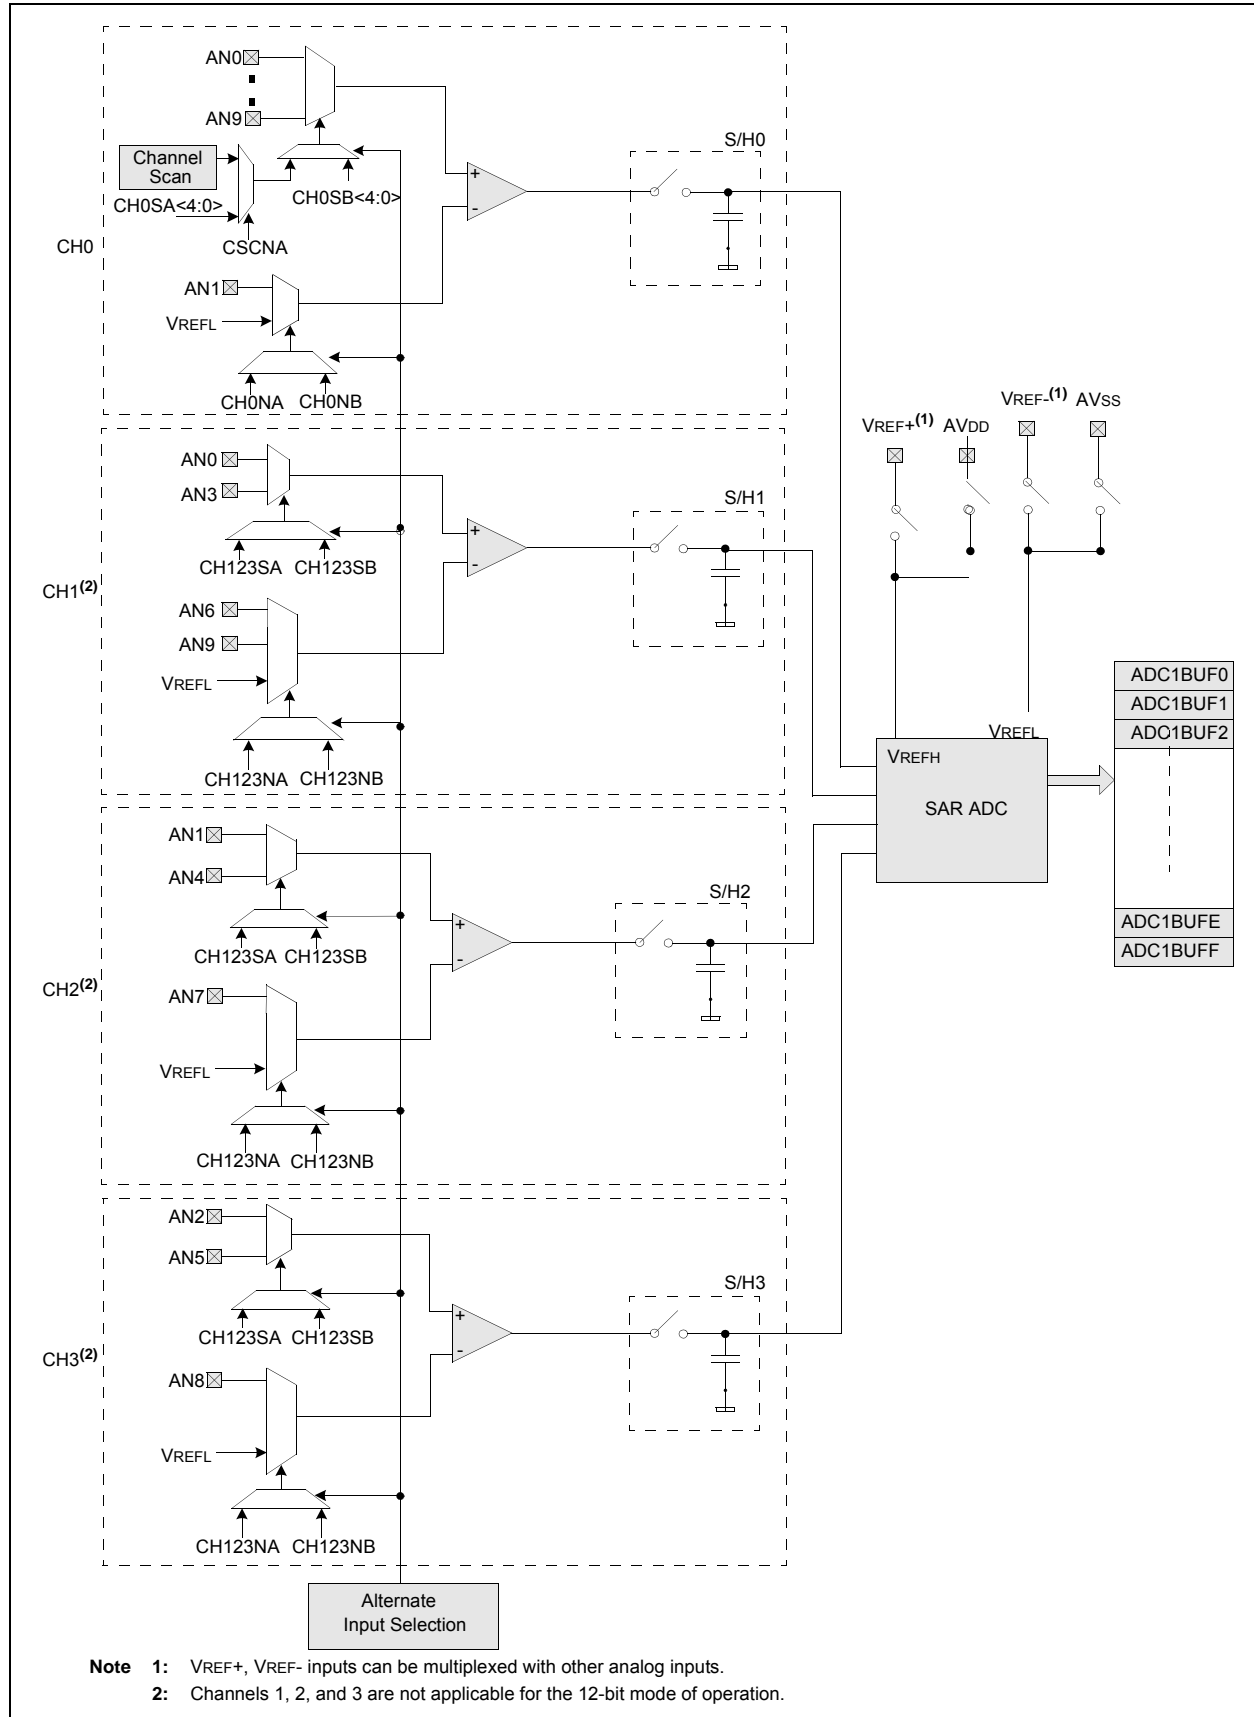 AN0
AN9
Channel
Scan
CH0SA<4:0>
CH0SB<4:0>
CSCNA
S/H0
+
-
CH0
AN1
VREFL
CH0NA CH0NB
VREF+(1) AVDD
VREF-(1) AVSS
AN0
AN3
CH123SA CH123SB
S/H1
+
-
CH1(2)
AN6
AN9
VREFL
CH123NA CH123NB
VREFL
VREFH
SAR ADC
ADC1BUF0
ADC1BUF1
ADC1BUF2
ADC1BUFE
ADC1BUFF
AN1
AN4
CH123SA CH123SB
S/H2
+
-
CH2(2)
AN7
VREFL
CH123NA CH123NB
AN2
AN5
CH123SA CH123SB
S/H3
+
-
CH3(2)
AN8
VREFL
CH123NA CH123NB
Alternate
Input Selection
Note 1: VREF+, VREF- inputs can be multiplexed with other analog inputs.
2: Channels 1, 2, and 3 are not applicable for the 12-bit mode of operation.